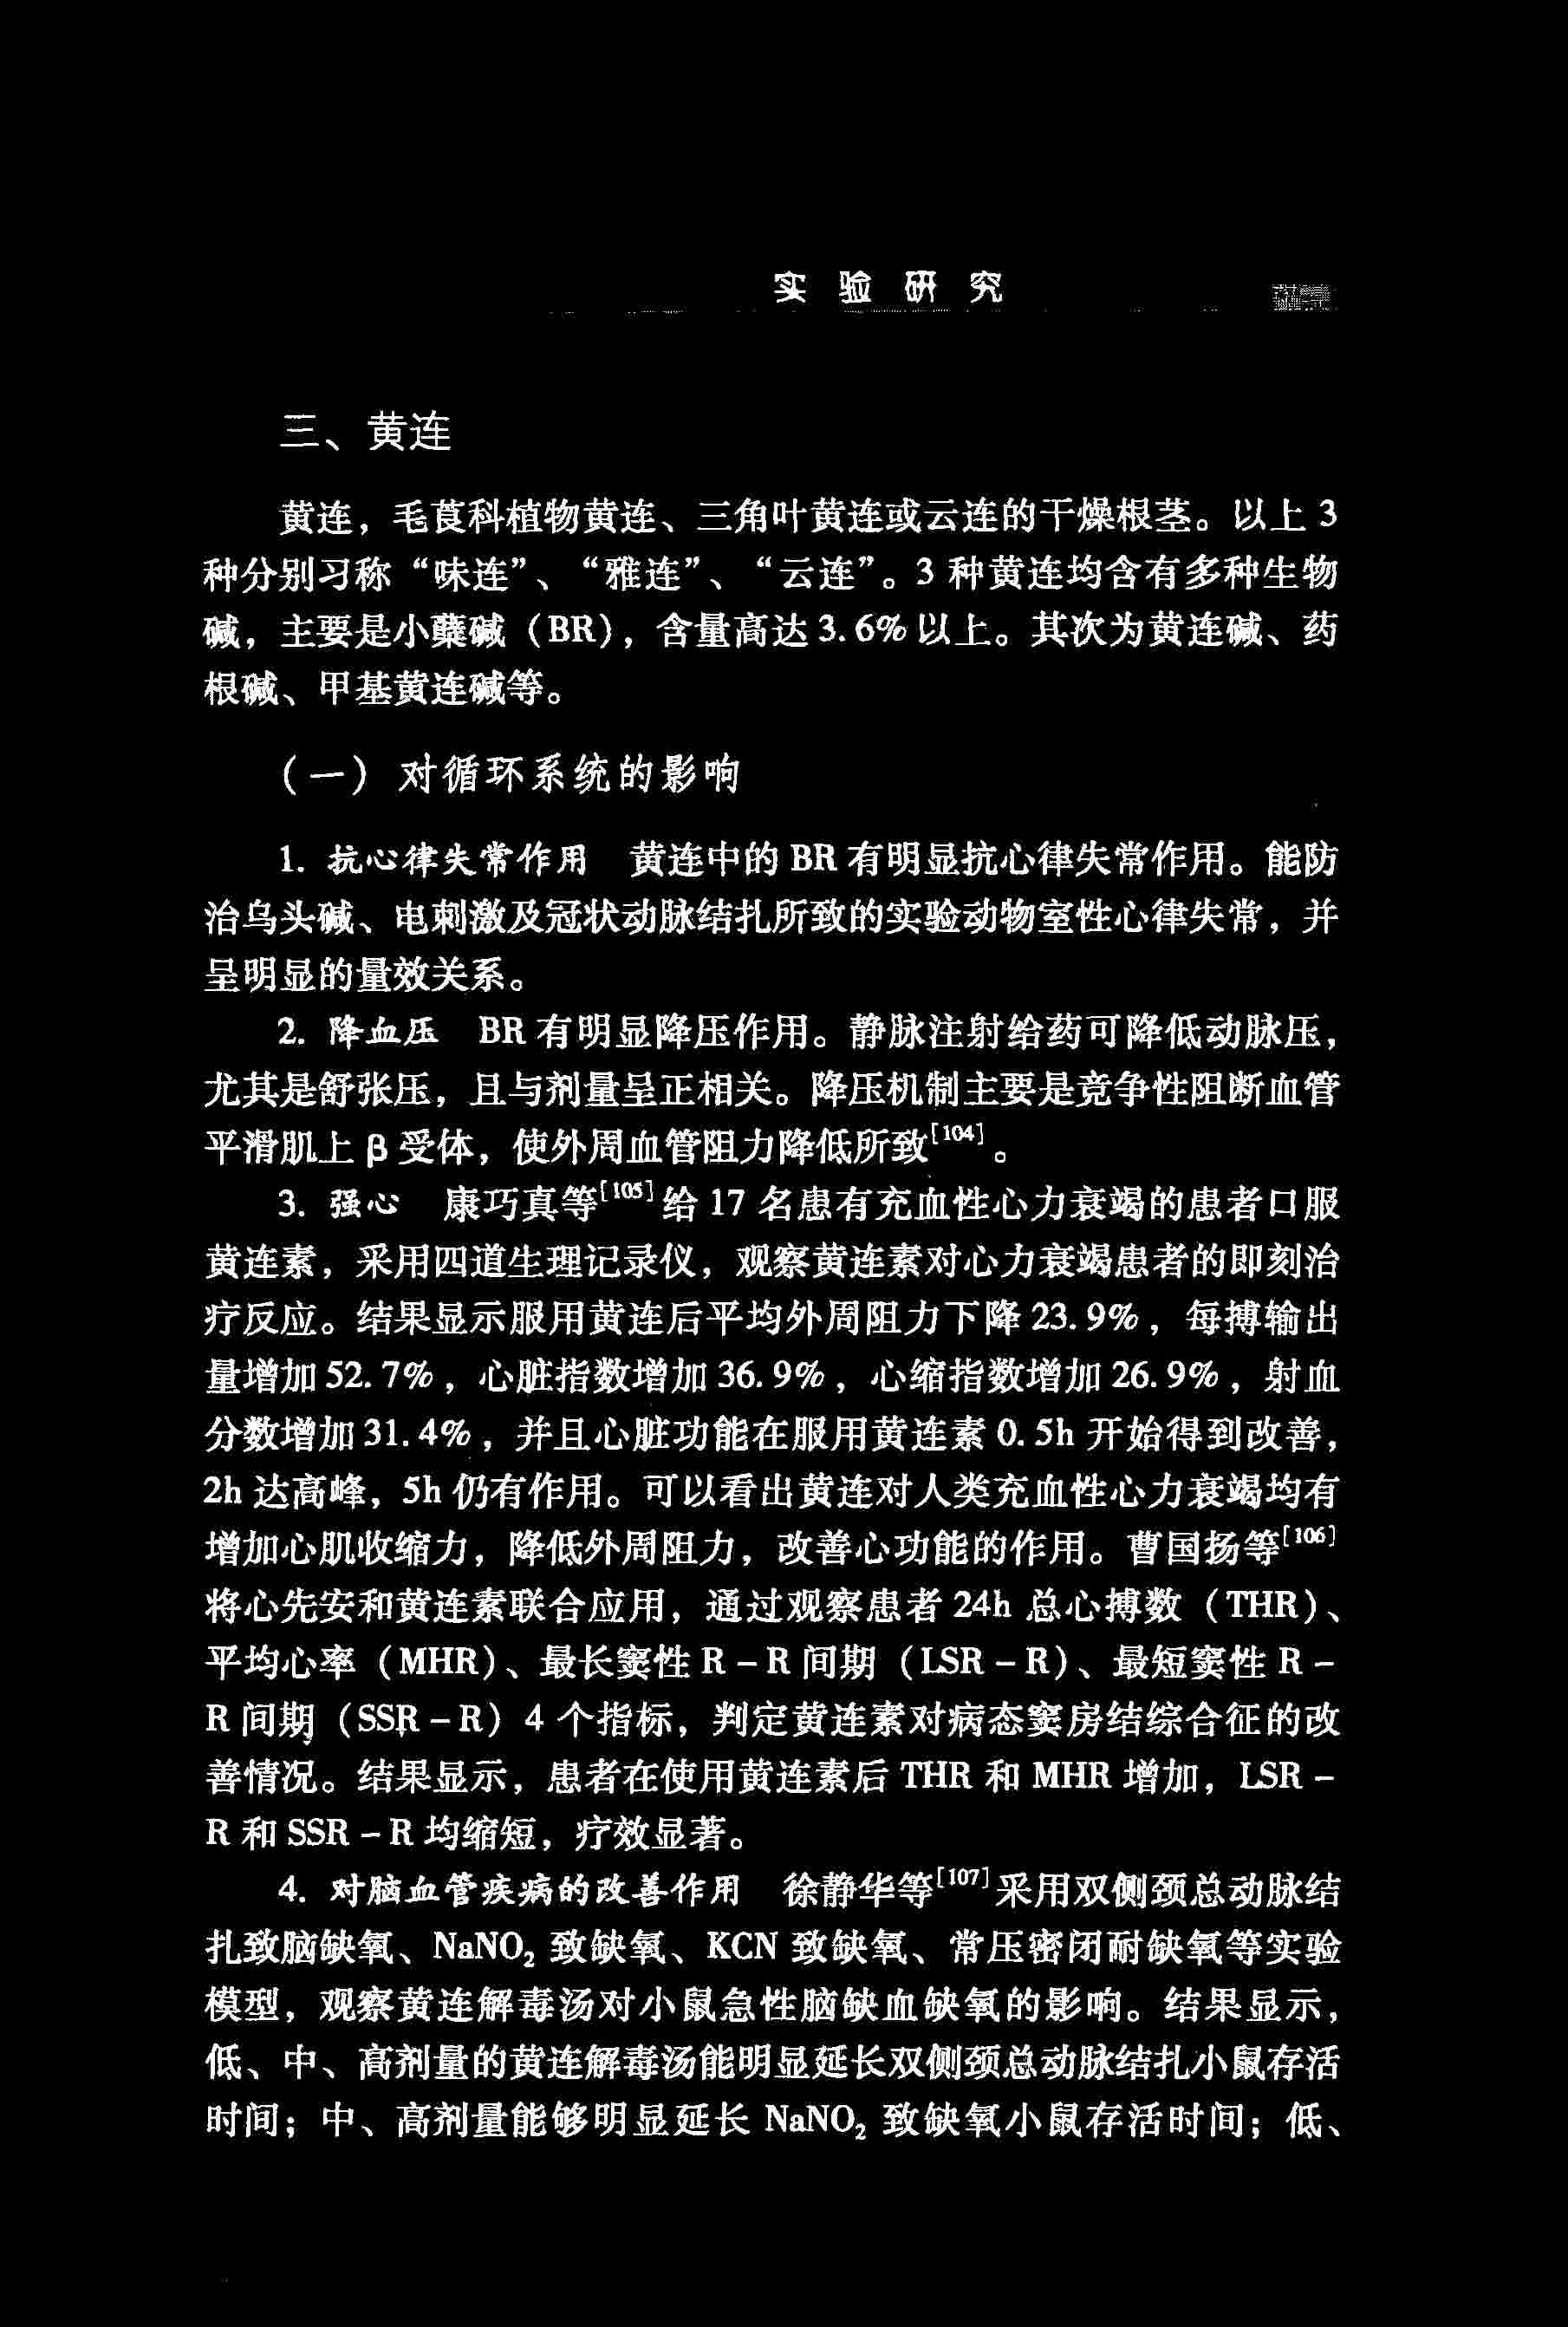 实验研究
三、黄连
黄连，毛茛科植物黄连、三角叶黄连或云连的干燥根茎。以上3
种分别习称“味连”、“雅连”、“云连”。3种黄连均含有多种生物
碱，主要是小蘖碱（BR），含量高达3.6%以上。其次为黄连碱、药
根碱、甲基黄连碱等。
（一）对循环系统的影响
1. 抗心律失常作用　黄连中的BR有明显抗心律失常作用。能防
治乌头碱、电刺激及冠状动脉结扎所致的实验动物室性心律失常，并
呈明显的量效关系。
2. 降血压　BR有明显降压作用。静脉注射给药可降低动脉压，
尤其是舒张压，且与剂量呈正相关。降压机制主要是竞争性阻断血管
平滑肌上β受体，使外周血管阻力降低所致[104]。
3. 强心　康巧真等[105]给17名患有充血性心力衰竭的患者口服
黄连素，采用四道生理记录仪，观察黄连素对心力衰竭患者的即刻治
疗反应。结果显示服用黄连后平均外周阻力下降23.9%，每搏输出
量增加52.7%，心脏指数增加36.9%，心缩指数增加26.9%，射血
分数增加31.4%，并且心脏功能在服用黄连素0.5h开始得到改善，
2h达高峰，5h仍有作用。可以看出黄连对人类充血性心力衰竭均有
增加心肌收缩力，降低外周阻力，改善心功能的作用。曹国扬等[106]
将心先安和黄连素联合应用，通过观察患者24h总心搏数（THR）、
平均心率（MHR）、最长窦性R－R间期（LSR－R）、最短窦性R－
R间期（SSR－R）4个指标，判定黄连素对病态窦房结综合征的改
善情况。结果显示，患者在使用黄连素后THR和MHR增加，LSR－
R和SSR－R均缩短，疗效显著。
4. 对脑血管疾病的改善作用　徐静华等[107]采用双侧颈总动脉结
扎致脑缺氧、NaNO₂致缺氧、KCN致缺氧、常压密闭耐缺氧等实验
模型，观察黄连解毒汤对小鼠急性脑缺血缺氧的影响。结果显示，
低、中、高剂量的黄连解毒汤能明显延长双侧颈总动脉结扎小鼠存活
时间；中、高剂量能够明显延长NaNO₂致缺氧小鼠存活时间；低、